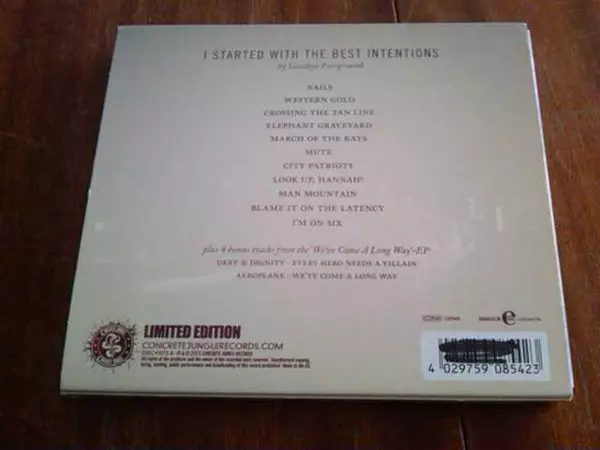 I STARTED WITH THE BEST INTENTIONS
by Goodbye Fairground
NAILS
WESTERN GOLD
CROSSING THE TAN LINE
ELEPHANT GRAVEYARD
MARCH OF THE RATS
MUTE
CITY PATRIOTS
LOOK UP, HANNAH!
MAN MOUNTAIN
BLAME IT ON THE LATENCY
I'M ON SIX
plus 4 bonus tracks from the 'We've Come A Long Way'-EP
DEBT & DIGNITY - EVERY HERO NEEDS A VILLAIN
AEROPLANE - WE'VE COME A LONG WAY
LIMITED EDITION
CONCRETEJUNGLERECORDS.COM
4 029759 085423